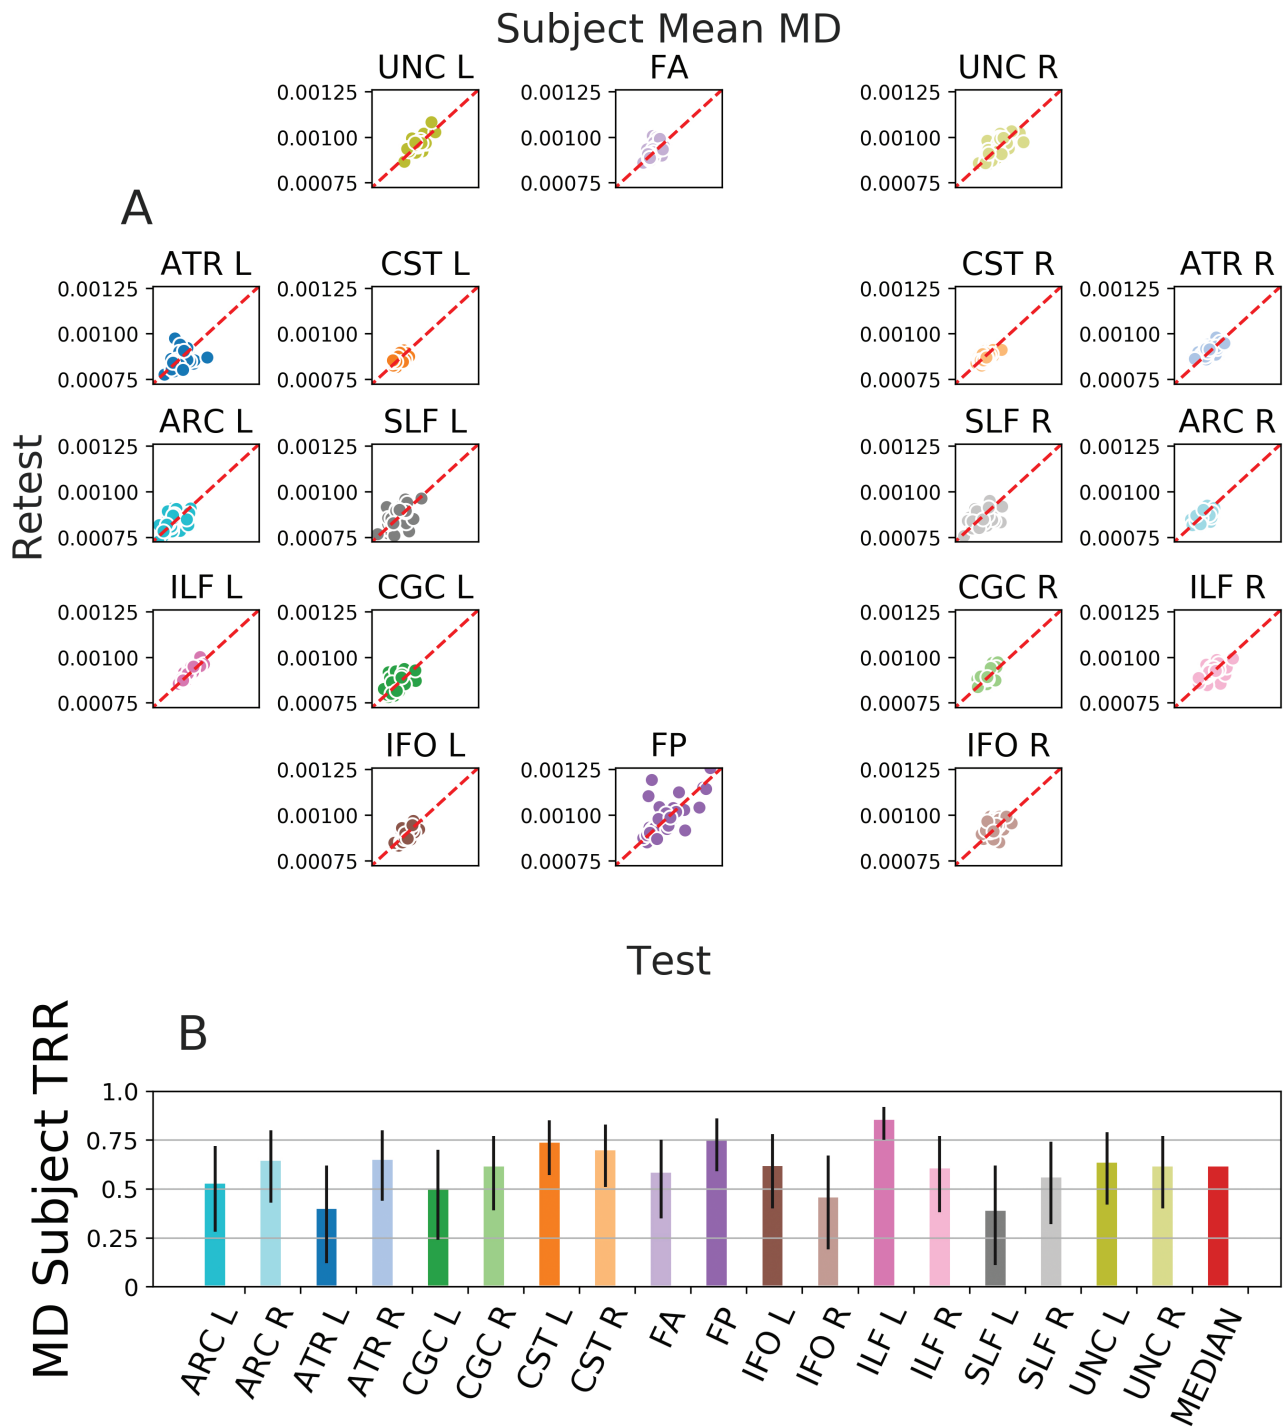 Subject Mean MD
UNC L
FA
UNC R
0.00125
0.00100
0.00075
0.00125
0.00100
0.00075
0.00125
0.00100
0.00075
A
ATR L
CST L
CST R
ATR R
0.00125
0.00100
0.00075
0.00125
0.00100
0.00075
0.00125
0.00100
0.00075
0.00125
0.00100
0.00075
Retest
ARC L
SLF L
SLF R
ARC R
0.00125
0.00100
0.00075
0.00125
0.00100
0.00075
0.00125
0.00100
0.00075
0.00125
0.00100
0.00075
ILF L
CGC L
CGC R
ILF R
0.00125
0.00100
0.00075
0.00125
0.00100
0.00075
0.00125
0.00100
0.00075
0.00125
0.00100
0.00075
IFO L
FP
IFO R
0.00125
0.00100
0.00075
0.00125
0.00100
0.00075
0.00125
0.00100
0.00075
Test
B
MD Subject TRR
1.0
0.75
0.5
0.25
0
ARC L
ARC R
ATR L
ATR R
CGC L
CGC R
CST L
CST R
FA
FP
IFO L
IFO R
ILF L
ILF R
SLF L
SLF R
UNC L
UNC R
MEDIAN